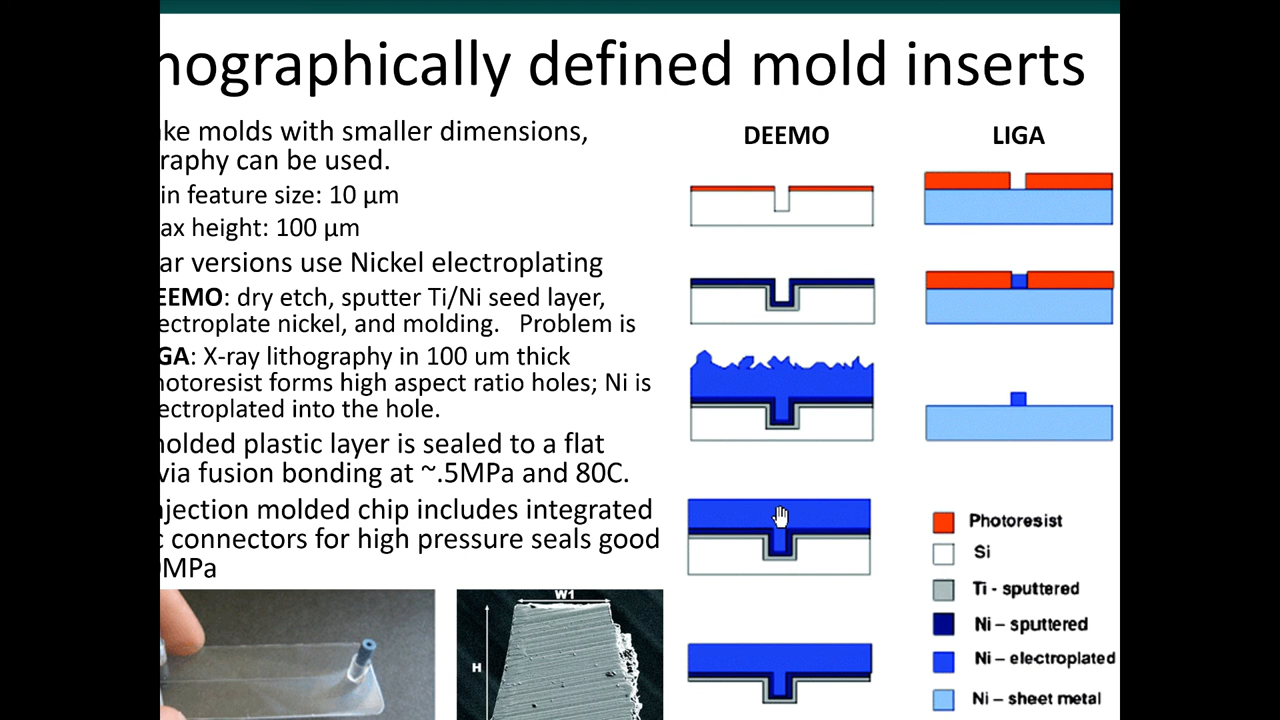 nographically defined mold inserts
ke molds with smaller dimensions,
raphy can be used.
in feature size: 10 µm
ax height: 100 µm
ar versions use Nickel electroplating
EEMO: dry etch, sputter Ti/Ni seed layer,
ectroplate nickel, and molding. Problem is
GA: X-ray lithography in 100 um thick
hotoresist forms high aspect ratio holes; Ni is
ectroplated into the hole.
nolded plastic layer is sealed to a flat
via fusion bonding at ~.5MPa and 80C.
njection molded chip includes integrated
c connectors for high pressure seals good
MPa
W1
H
DEEMO
LIGA
Photoresist
Si
Ti - sputtered
Ni – sputtered
Ni – electroplated
Ni – sheet metal